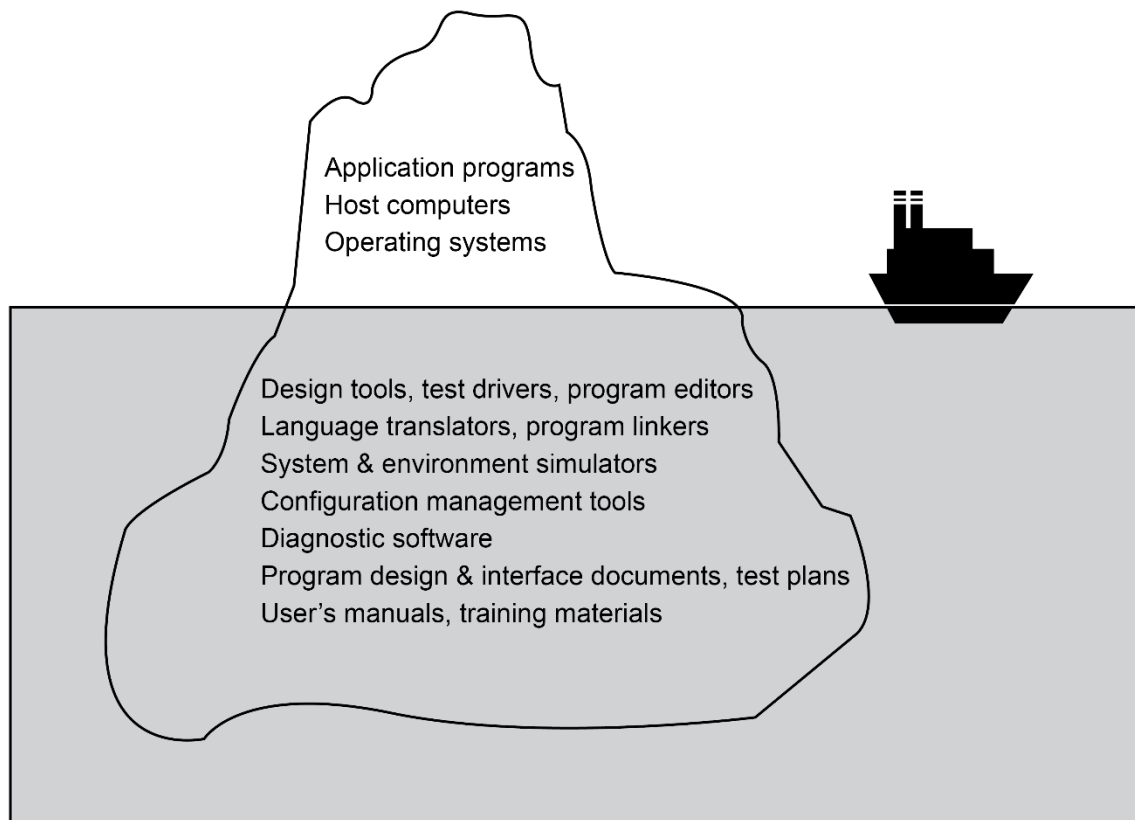 Application programs
Host computers
Operating systems
Design tools, test drivers, program editors
Language translators, program linkers
System & environment simulators
Configuration management tools
Diagnostic software
Program design & interface documents, test plans
User’s manuals, training materials